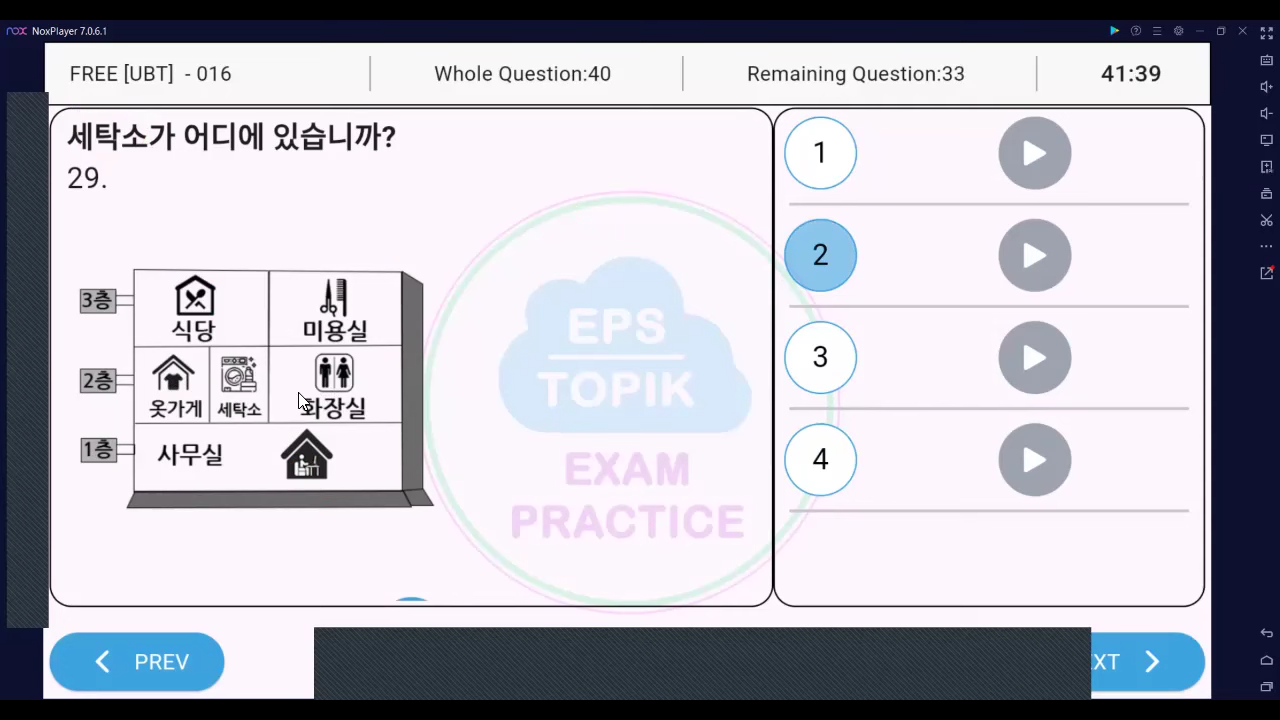 nox NoxPlayer 7.0.6.1
FREE [UBT] - 016
Whole Question:40
Remaining Question:33
41:39
세탁소가 어디에 있습니까?
29.
3층
식당
미용실
2층
옷가게
세탁소
화장실
1층
사무실
EPS
TOPIK
EXAM
PRACTICE
1
2
3
4
PREV
EXT